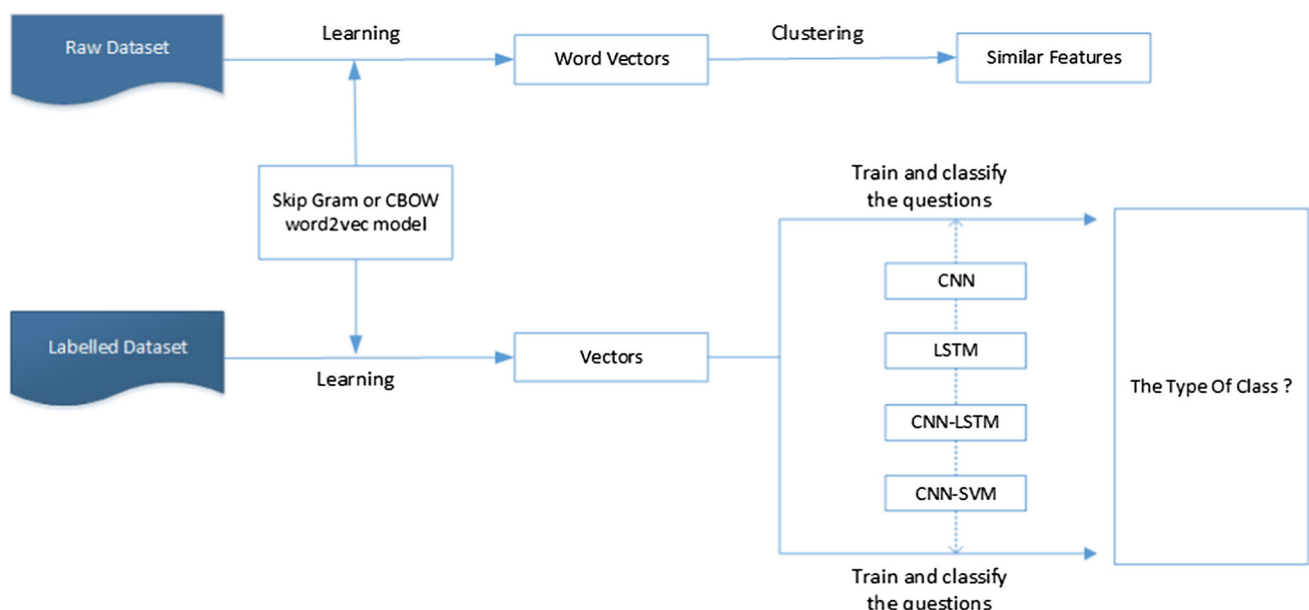 Raw Dataset
Learning
Word Vectors
Clustering
Similar Features
Skip Gram or CBOW
word2vec model
Labelled Dataset
Learning
Vectors
Train and classify
the questions
CNN
LSTM
CNN-LSTM
CNN-SVM
Train and classify
the questions
The Type Of Class ?